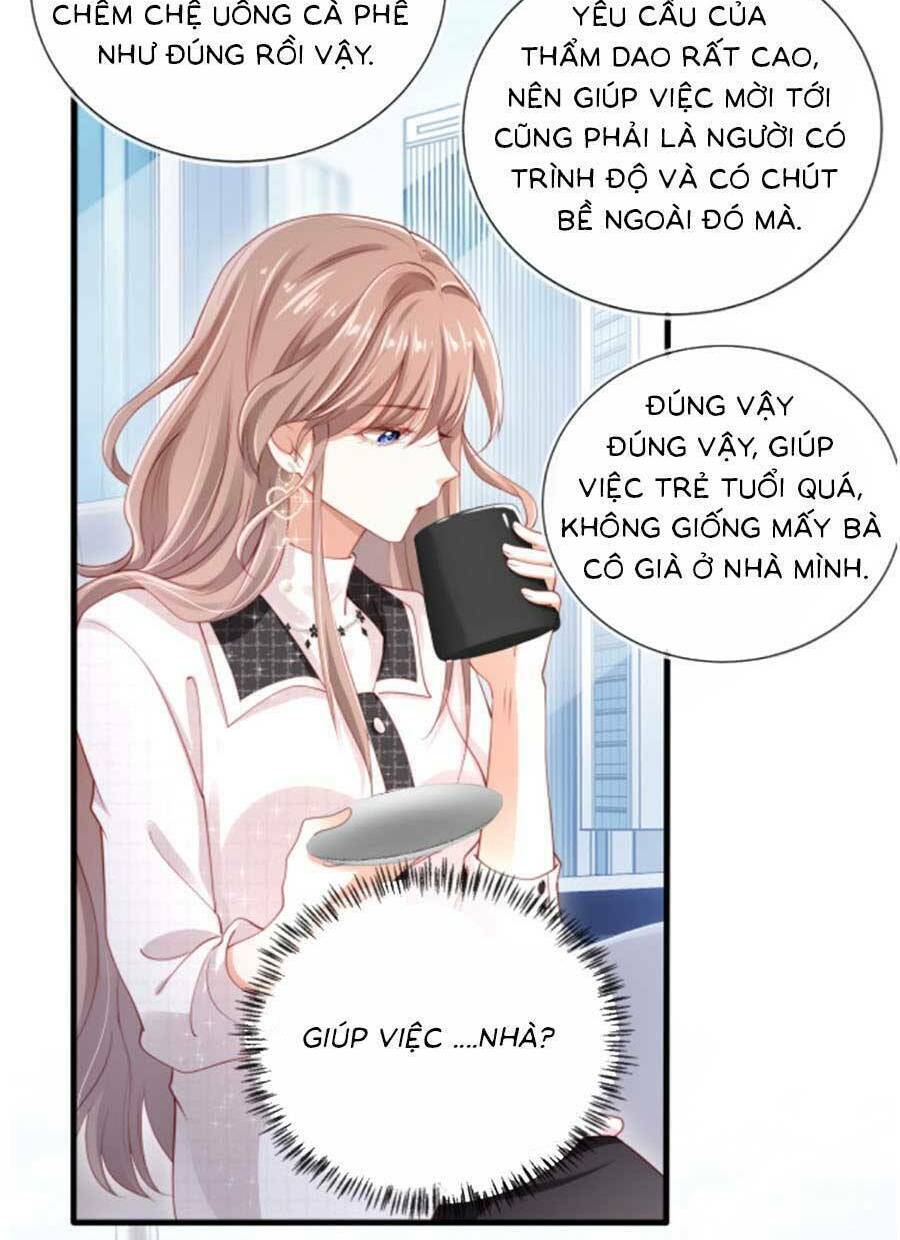 CHỄM CHỆ UỐNG CÀ PHÊ
NHƯ ĐÚNG RỒI VẬY.
YÊU CẦU CỦA
THẨM DAO RẤT CAO,
NÊN GIÚP VIỆC MỜI TỚI
CŨNG PHẢI LÀ NGƯỜI CÓ
TRÌNH ĐỘ VÀ CÓ CHÚT
BỀ NGOÀI ĐÓ MÀ.
ĐÚNG VẬY
ĐÚNG VẬY, GIÚP
VIỆC TRẺ TUỔI QUÁ,
KHÔNG GIỐNG MẤY BÀ
CÔ GIÀ Ở NHÀ MÌNH.
GIÚP VIỆC ....NHÀ?